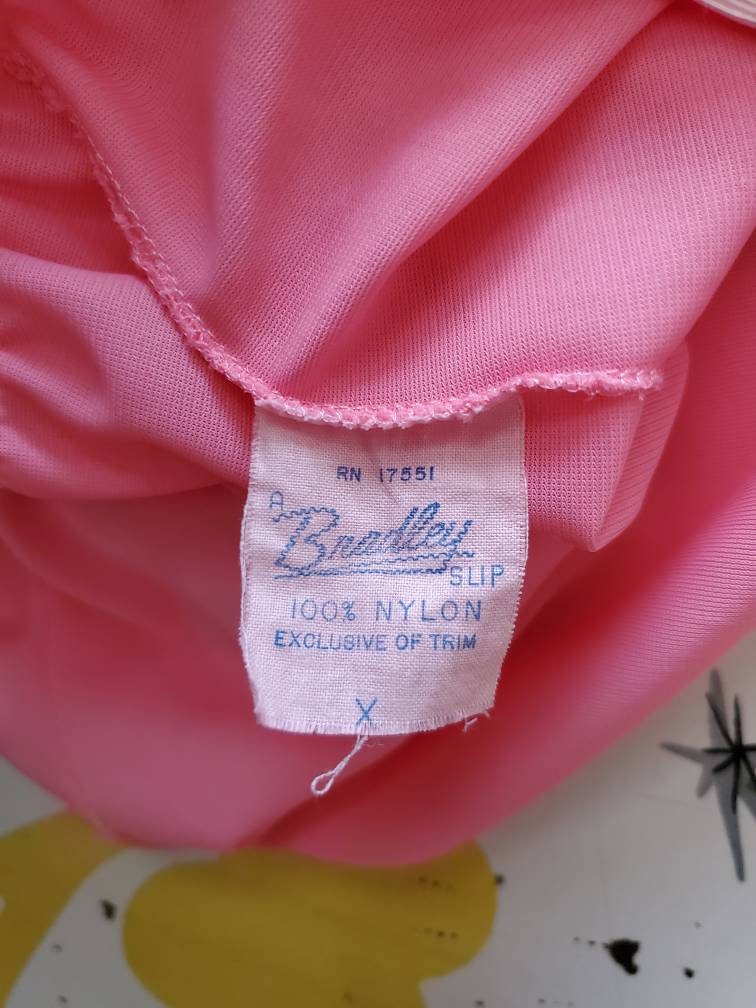 RN 17551
A
Bradley
SLIP
100% NYLON
EXCLUSIVE OF TRIM
X